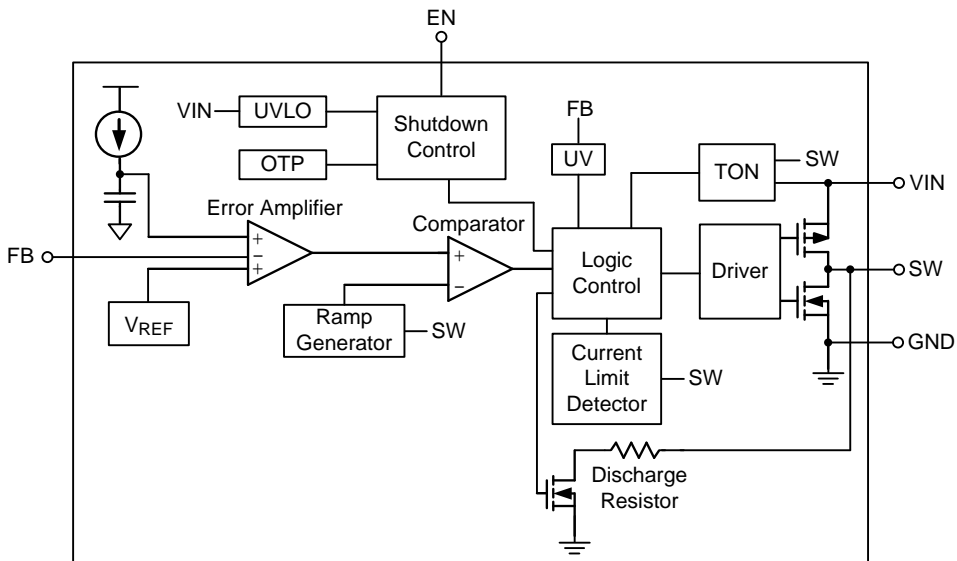 EN
VIN
UVLO
Shutdown
Control
FB
OTP
UV
TON
SW
VIN
Error Amplifier
Comparator
+
−
+
+
−
FB
Logic
Control
Driver
SW
VREF
Ramp
Generator
SW
GND
Current
Limit
Detector
SW
Discharge
Resistor